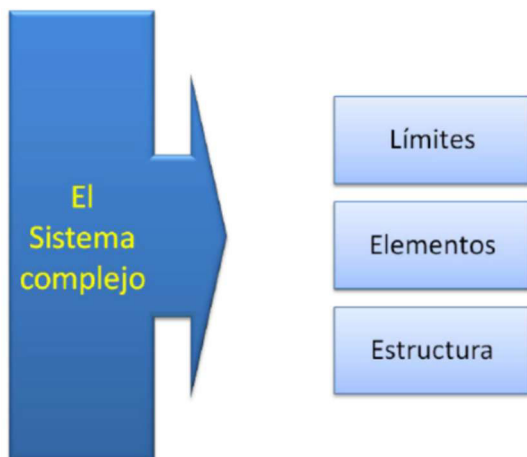 El
Sistema
complejo
Límites
Elementos
Estructura